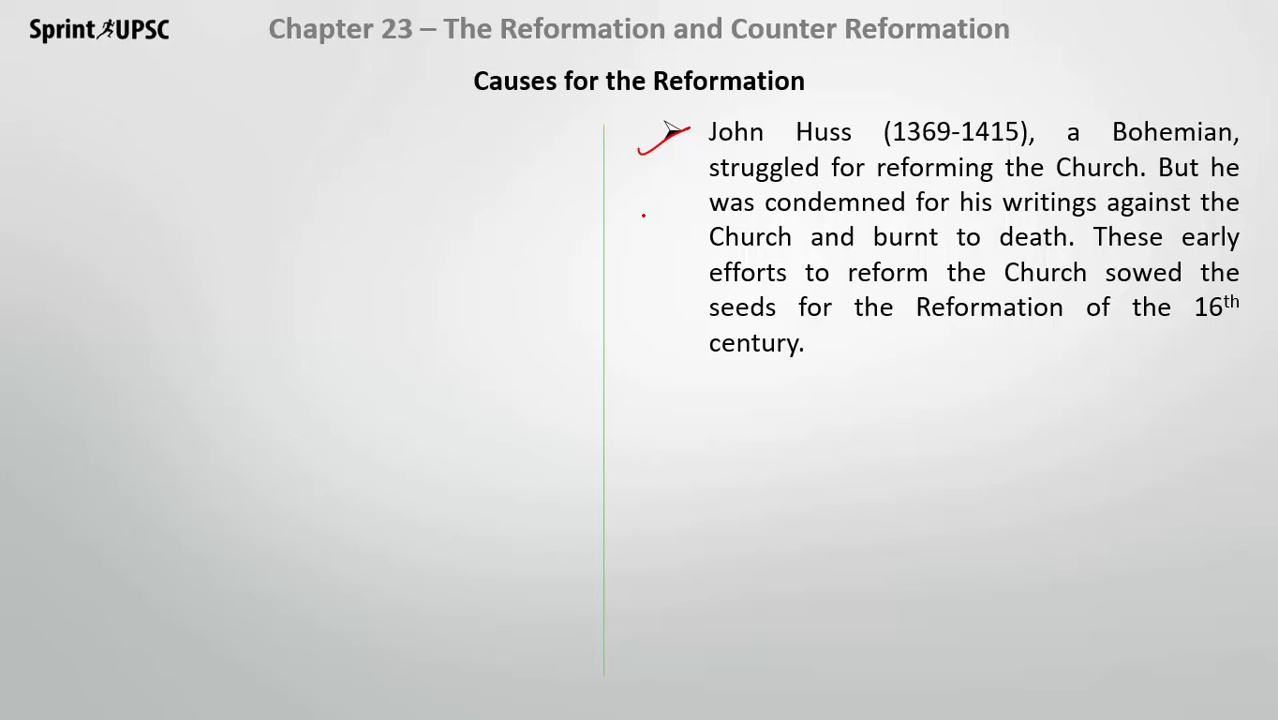 Sprint UPSC
Chapter 23 – The Reformation and Counter Reformation
Causes for the Reformation
John Huss (1369-1415), a Bohemian,
struggled for reforming the Church. But he
was condemned for his writings against the
Church and burnt to death. These early
efforts to reform the Church sowed the
seeds for the Reformation of the 16th
century.